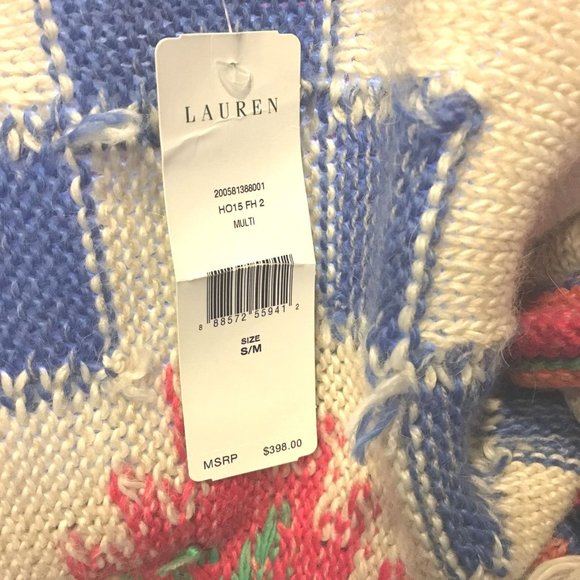 LAUREN
200581388001
HO15 FH 2
MULTI
8 88572 55941 2
SIZE
S/M
MSRP $398.00